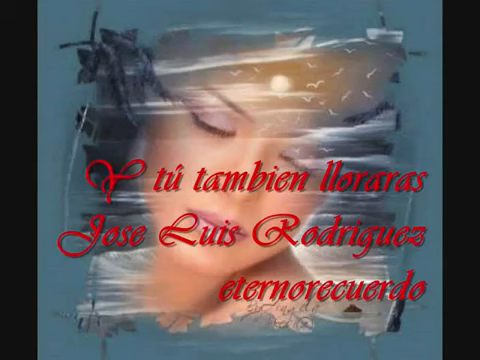 Y tú tambien lloraras
Jose Luis Rodriguez
eternorecuerdo